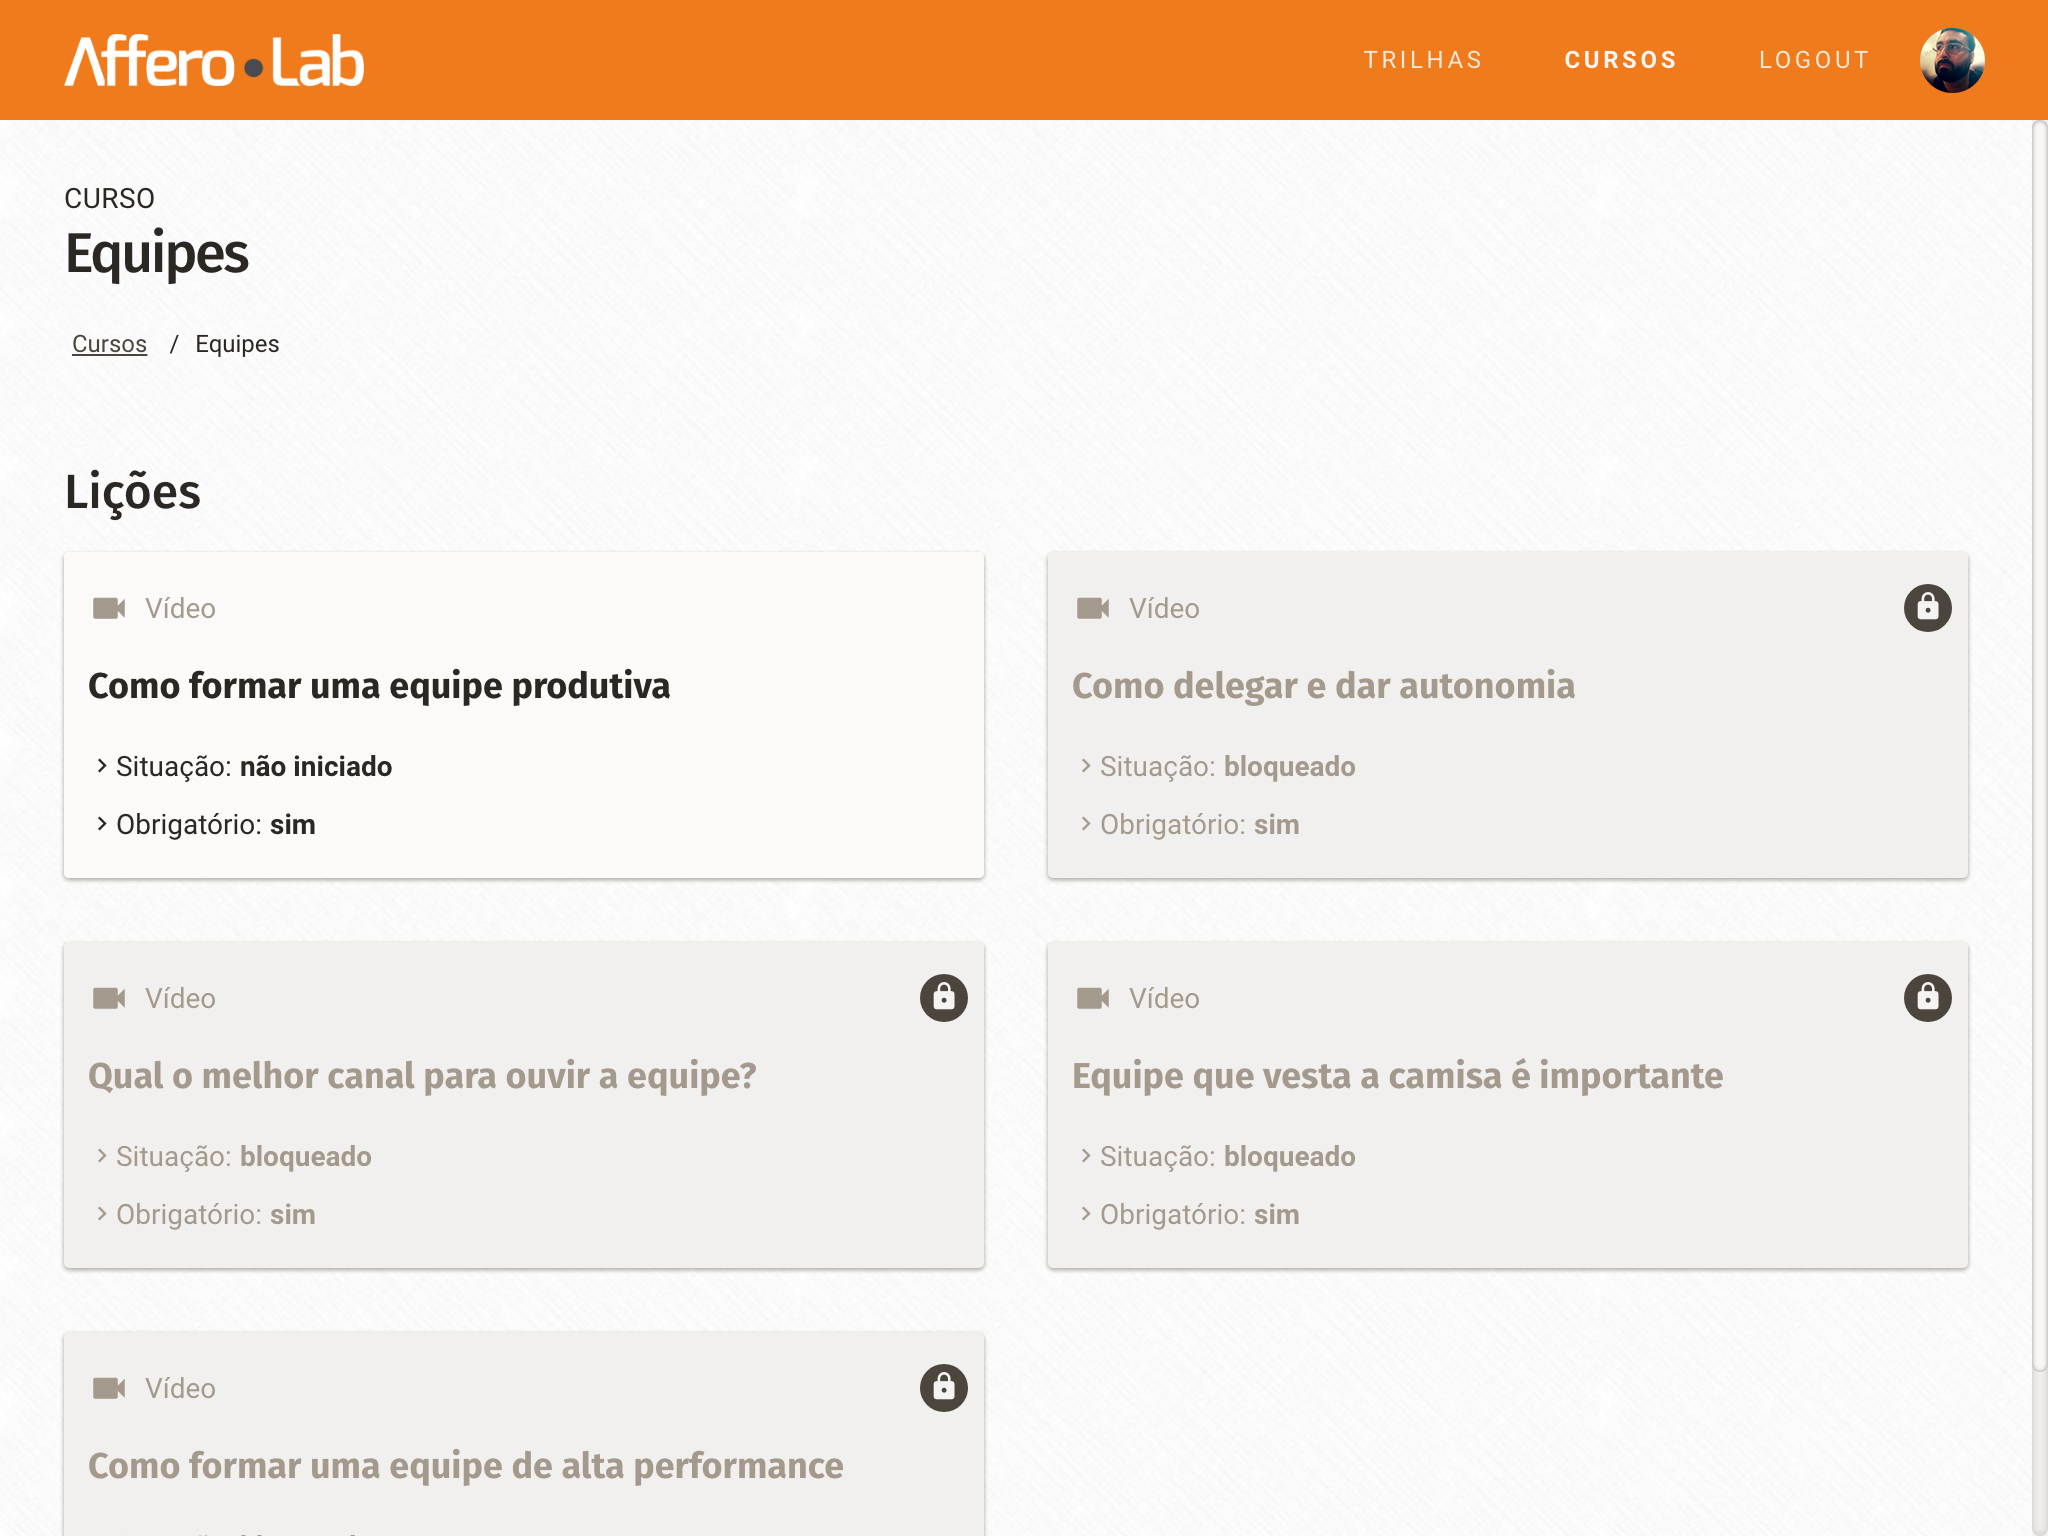 Affero Lab
TRILHAS
CURSOS
LOGOUT
CURSO
Equipes
Cursos / Equipes
Lições
Vídeo
Como formar uma equipe produtiva
Situação: não iniciado
Obrigatório: sim
Vídeo
Como delegar e dar autonomia
Situação: bloqueado
Obrigatório: sim
Vídeo
Qual o melhor canal para ouvir a equipe?
Situação: bloqueado
Obrigatório: sim
Vídeo
Equipe que vesta a camisa é importante
Situação: bloqueado
Obrigatório: sim
Vídeo
Como formar uma equipe de alta performance